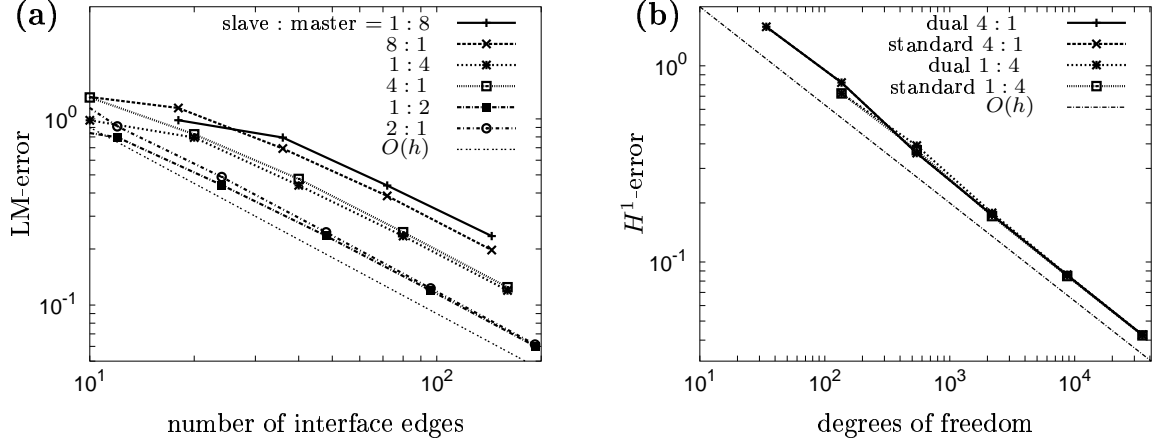 (a)
slave : master = 1 : 8
8 : 1
1 : 4
4 : 1
1 : 2
2 : 1
O(h)
LM-error
10^0
10^-1
10^1
10^2
number of interface edges
(b)
dual 4 : 1
standard 4 : 1
dual 1 : 4
standard 1 : 4
O(h)
H^1-error
10^0
10^-1
10^1
10^2
10^3
10^4
degrees of freedom